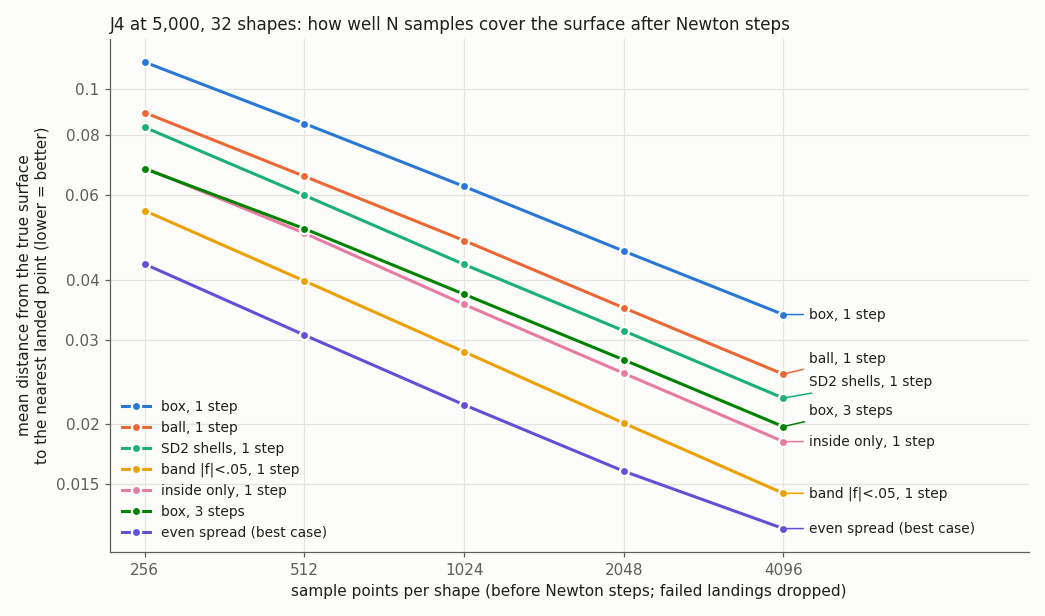 J4 at 5,000, 32 shapes: how well N samples cover the surface after Newton steps
mean distance from the true surface
to the nearest landed point (lower = better)
0.1
0.08
0.06
0.04
0.03
0.02
0.015
box, 1 step
ball, 1 step
SD2 shells, 1 step
box, 3 steps
inside only, 1 step
band |f|<.05, 1 step
even spread (best case)
box, 1 step
ball, 1 step
SD2 shells, 1 step
band |f|<.05, 1 step
inside only, 1 step
box, 3 steps
even spread (best case)
256
512
1024
2048
4096
sample points per shape (before Newton steps; failed landings dropped)